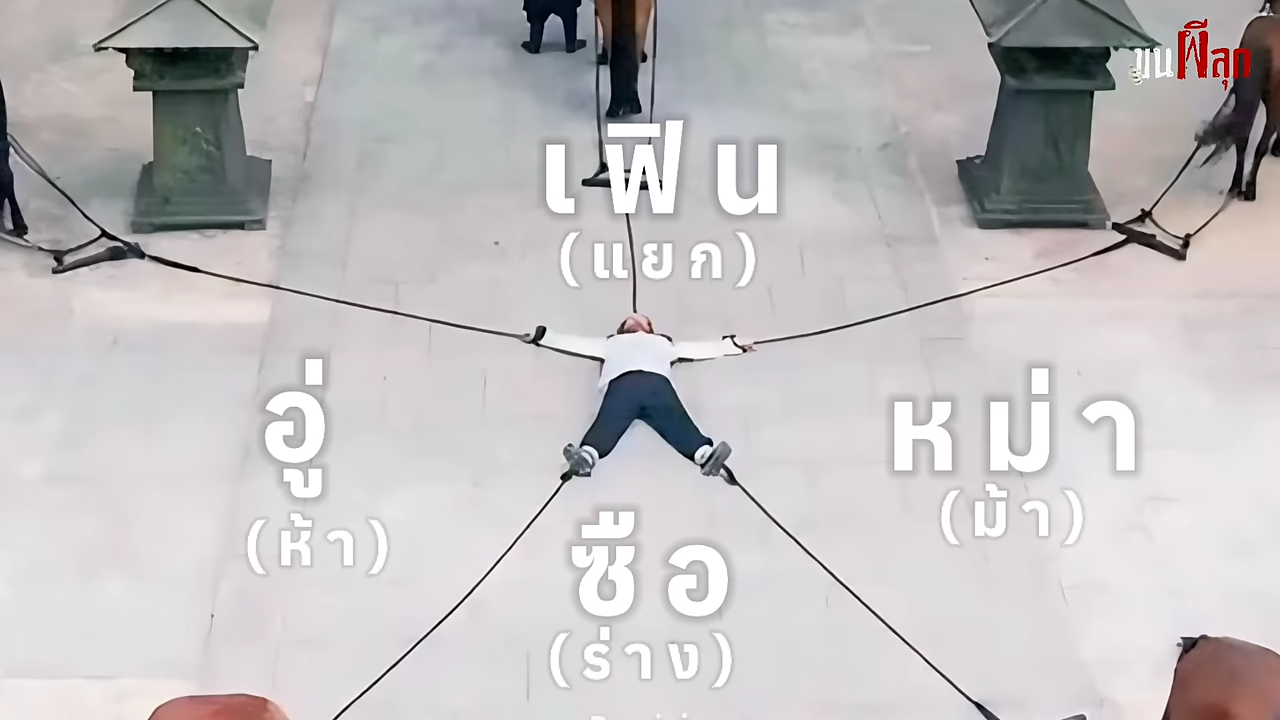 ขนผีลุก
เฟิน
(แยก)
อู่
(ห้า)
หม่า
(ม้า)
ซือ
(ร่าง)